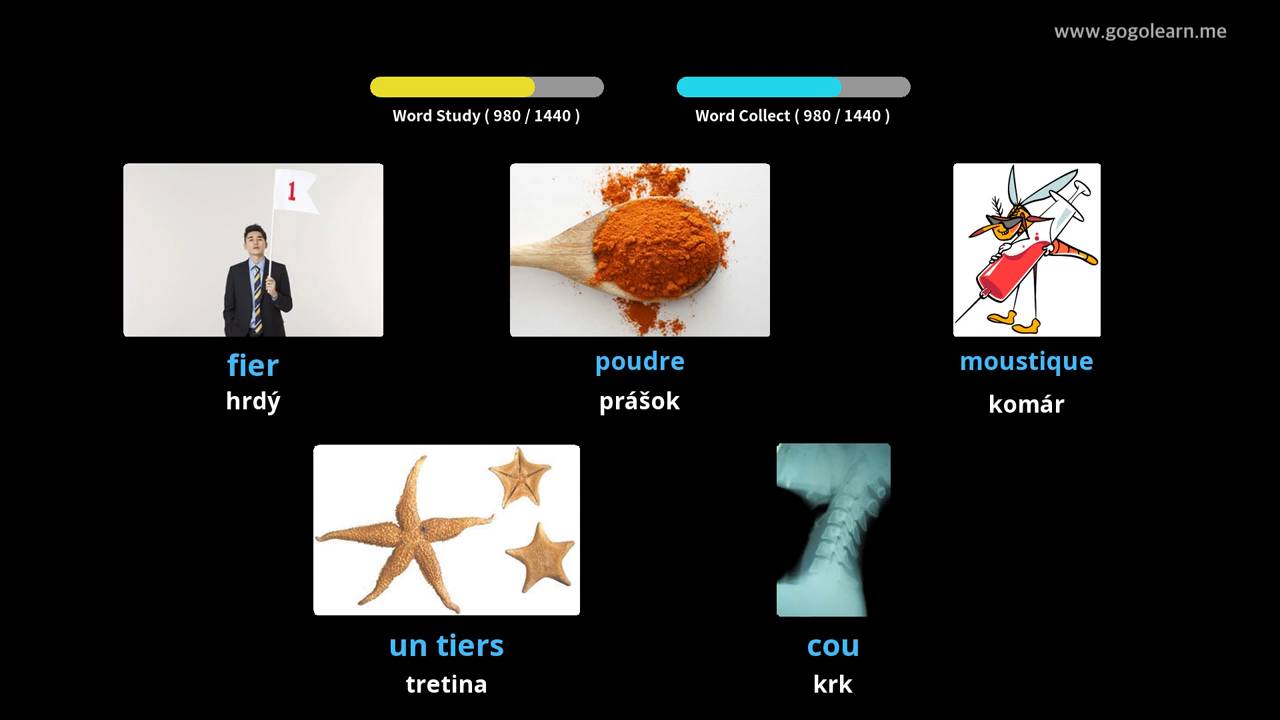 www.gogolearn.me
Word Study ( 980 / 1440 )
Word Collect ( 980 / 1440 )
1
fier
hrdý
poudre
prášok
moustique
komár
un tiers
tretina
cou
krk